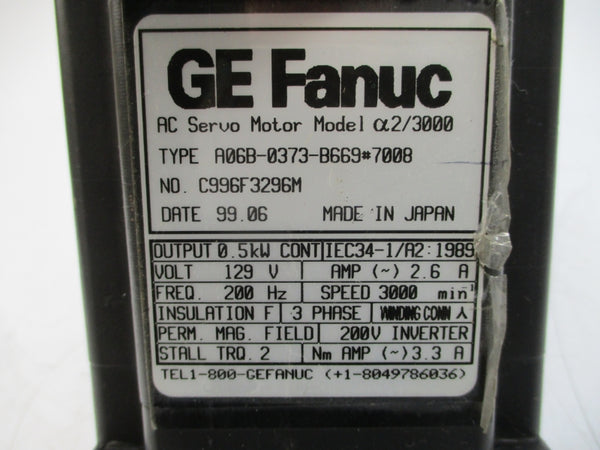 GE Fanuc
AC Servo Motor Model α2/3000
TYPE A06B-0373-B669#7008
NO. C996F3296M
DATE 99.06 MADE IN JAPAN
OUTPUT 0.5kW CONT IEC34-1/A2:1989
VOLT 129 V AMP (~) 2.6 A
FREQ. 200 Hz SPEED 3000 min⁻¹
INSULATION F 3 PHASE WINDING CONN 人
PERM. MAG. FIELD 200V INVERTER
STALL TRQ. 2 Nm AMP (~) 3.3 A
TEL1-800-GEFANUC (+1-8049786036)